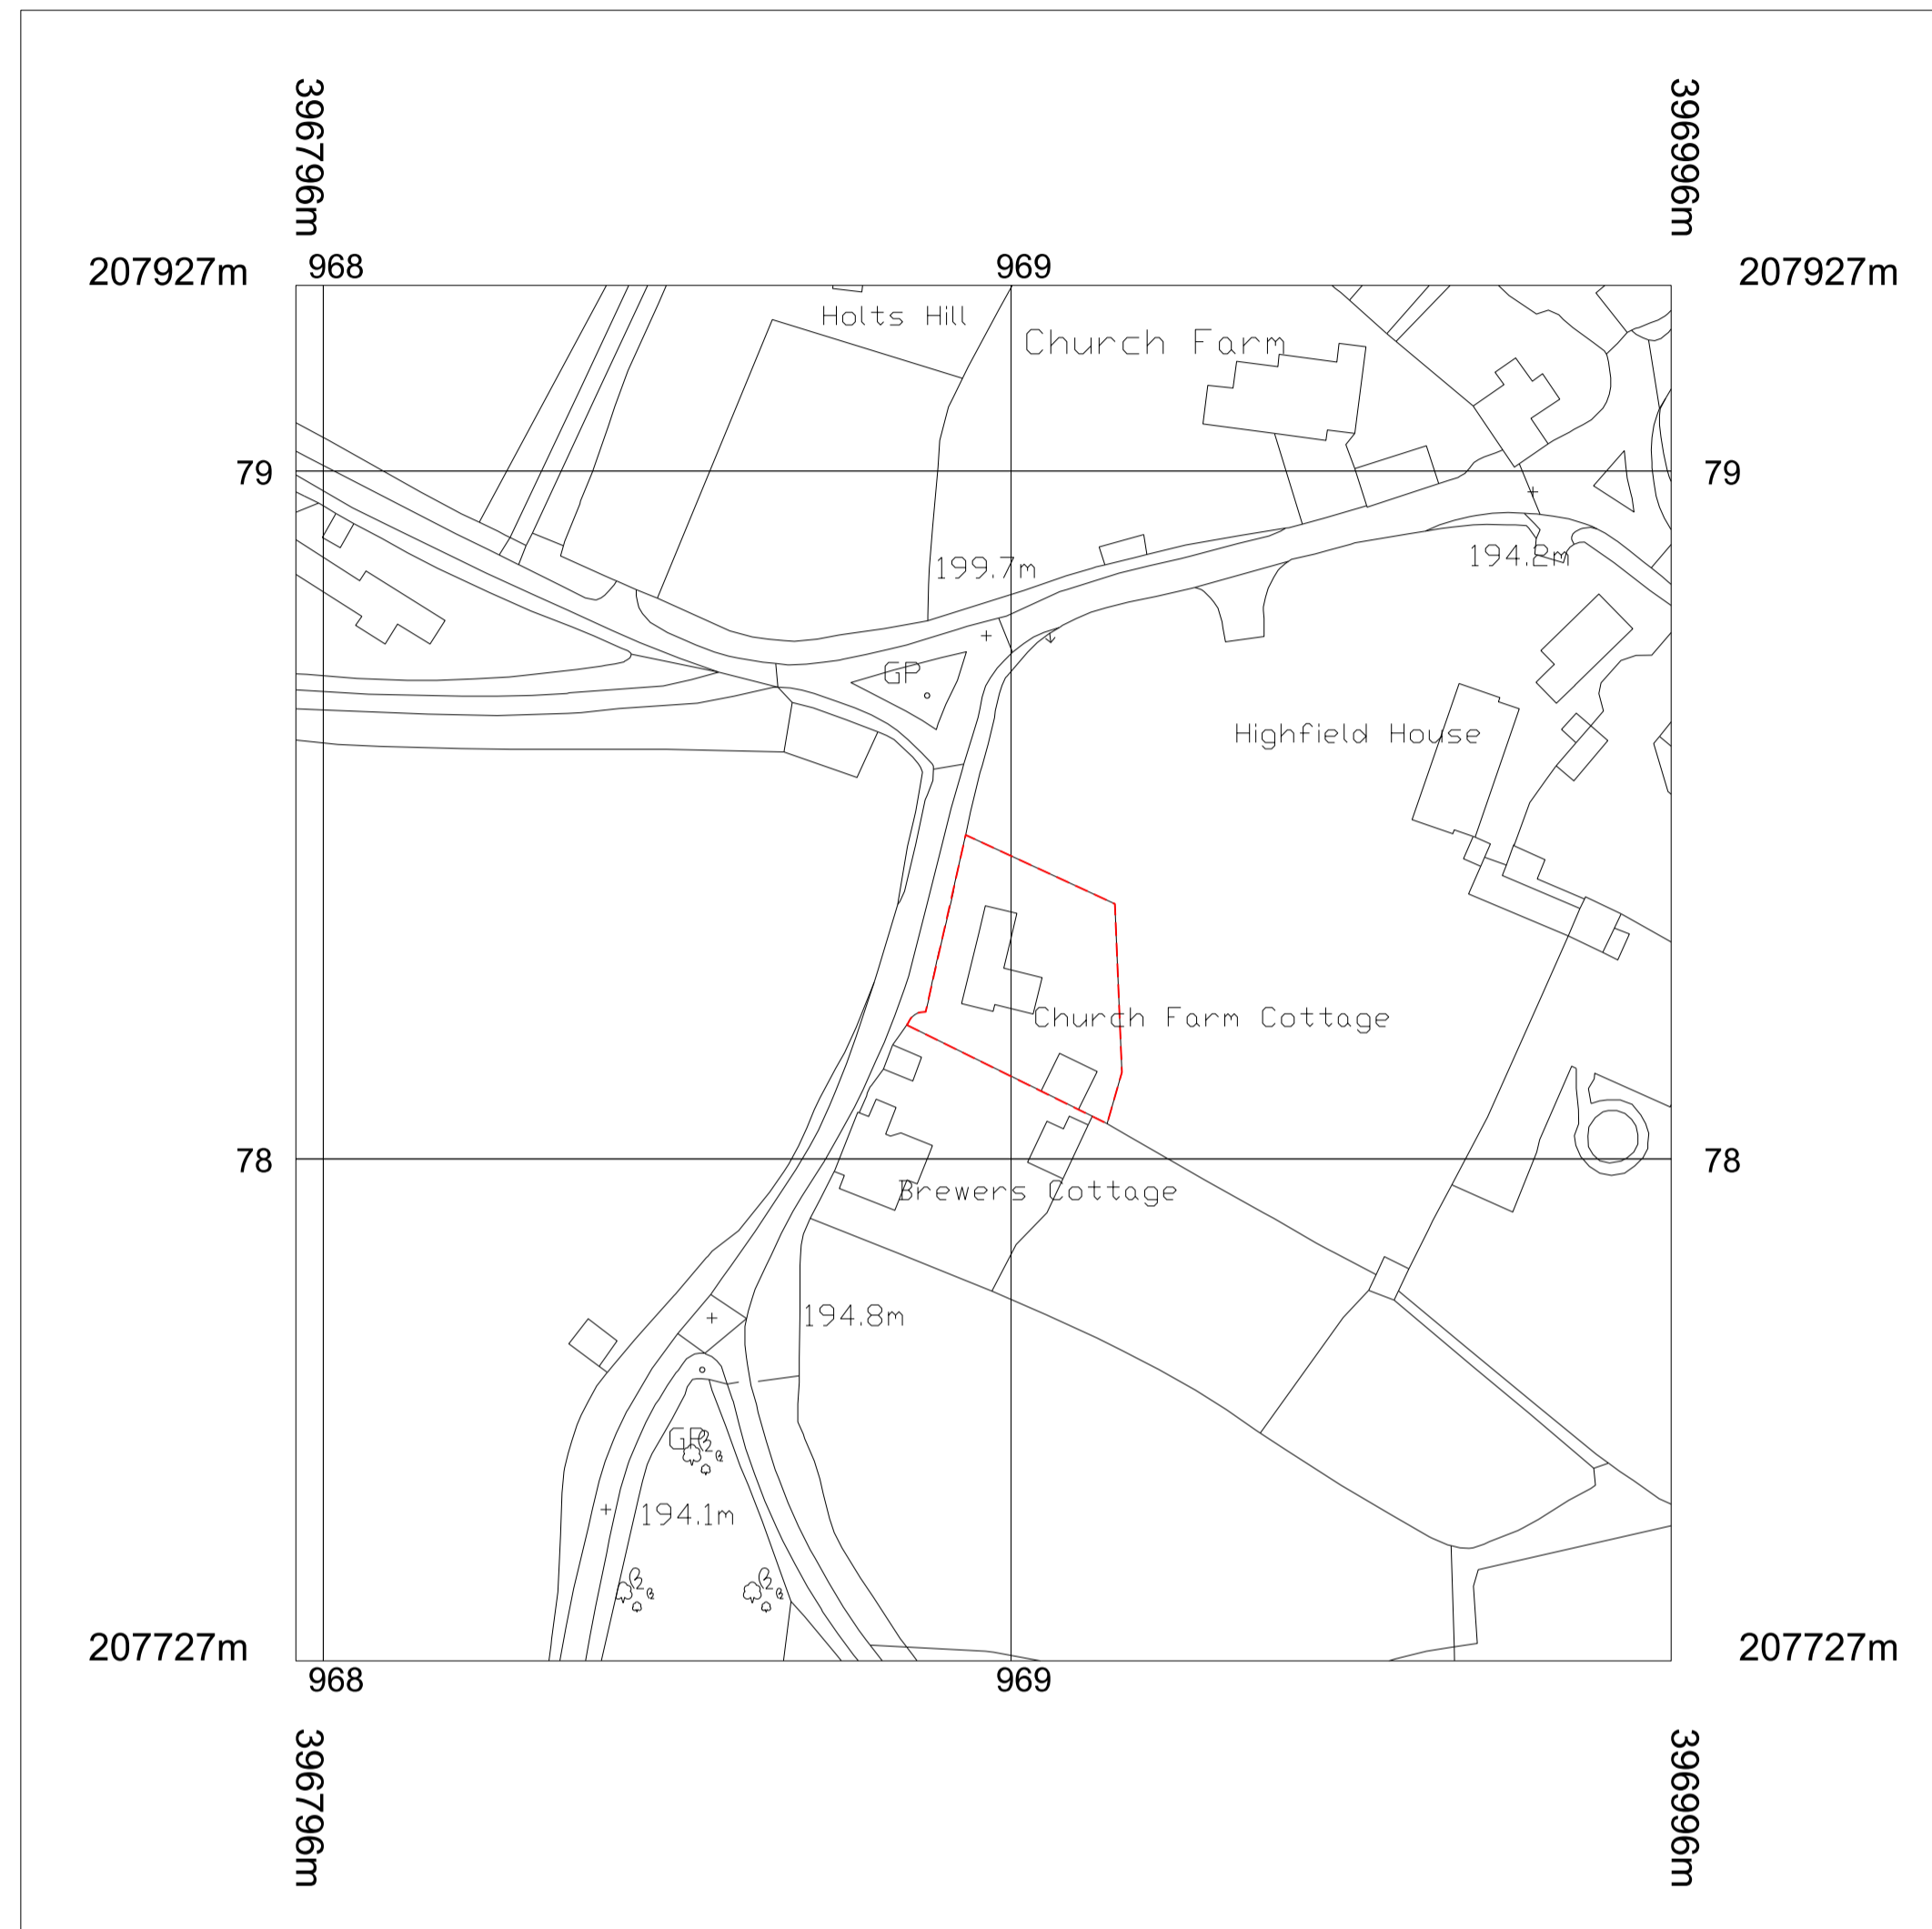 396796m
396996m
207927m
968
969
207927m
Holts Hill
Church Farm
79
79
199.7m
194.2m
GP
Highfield House
Church Farm Cottage
78
78
Brewers Cottage
194.8m
GP
194.1m
207727m
207727m
968
969
396796m
396996m